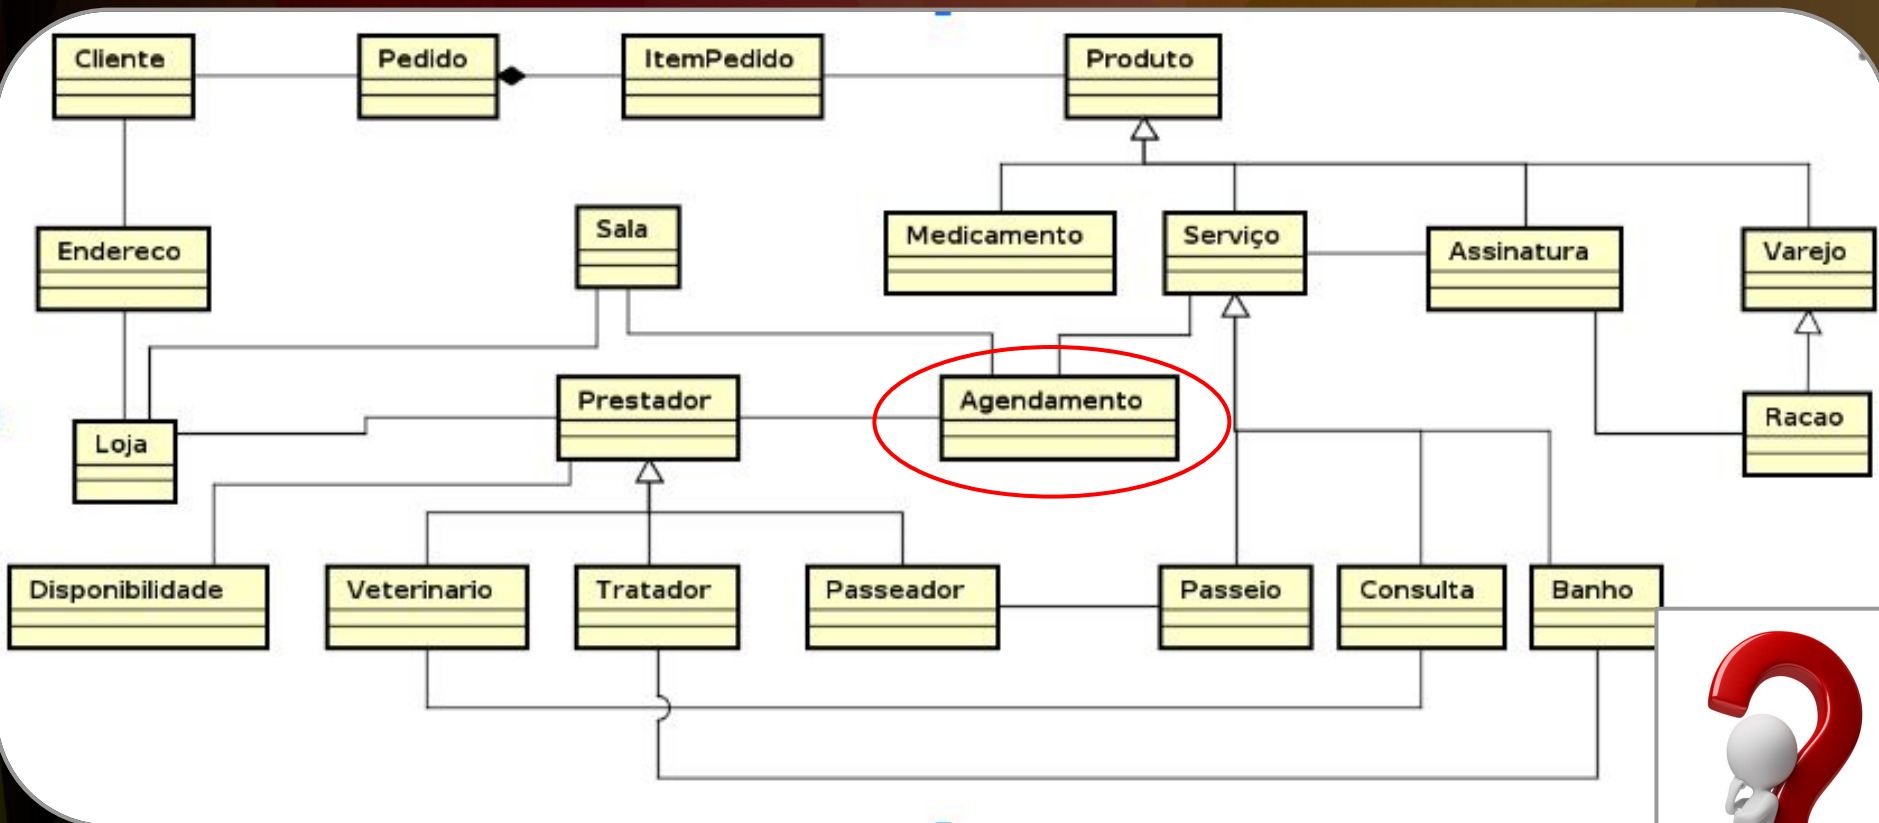 Cliente
Pedido
ItemPedido
Produto
Endereco
Sala
Medicamento
Serviço
Assinatura
Varejo
Loja
Prestador
Agendamento
Racao
Disponibilidade
Veterinario
Tratador
Passeador
Passeio
Consulta
Banho